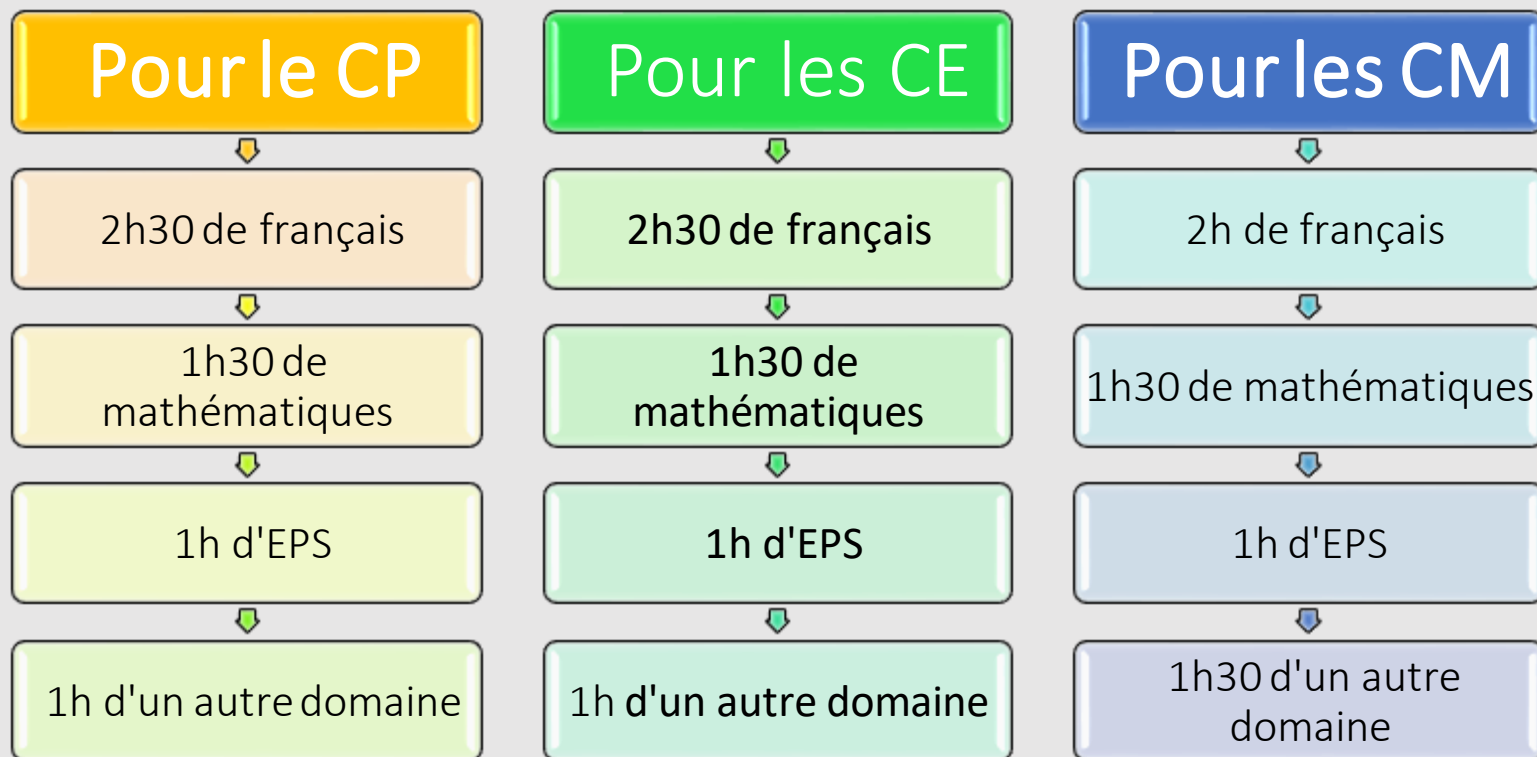 Pour le CP
2h30 de français
1h30 de
mathématiques
1h d'EPS
1h d'un autre domaine
Pour les CE
2h30 de français
1h30 de
mathématiques
1h d'EPS
1h d'un autre domaine
Pour les CM
2h de français
1h30 de mathématiques
1h d'EPS
1h30 d'un autre
domaine